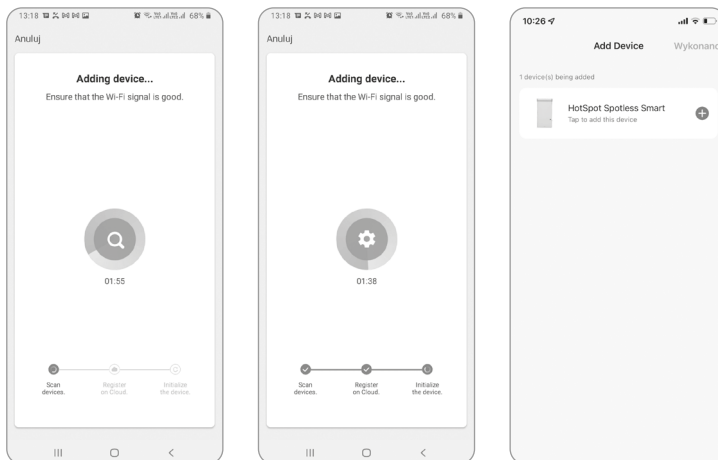 13:18
68%
Anuluj
Adding device...
Ensure that the Wi-Fi signal is good.
01:55
Scan
devices.
Register
on Cloud.
Initialize
the device.
13:18
68%
Anuluj
Adding device...
Ensure that the Wi-Fi signal is good.
01:38
Scan
devices.
Register
on Cloud.
Initialize
the device.
10:26
Add Device Wykonano
1 device(s) being added
HotSpot Spotless Smart
Tap to add this device